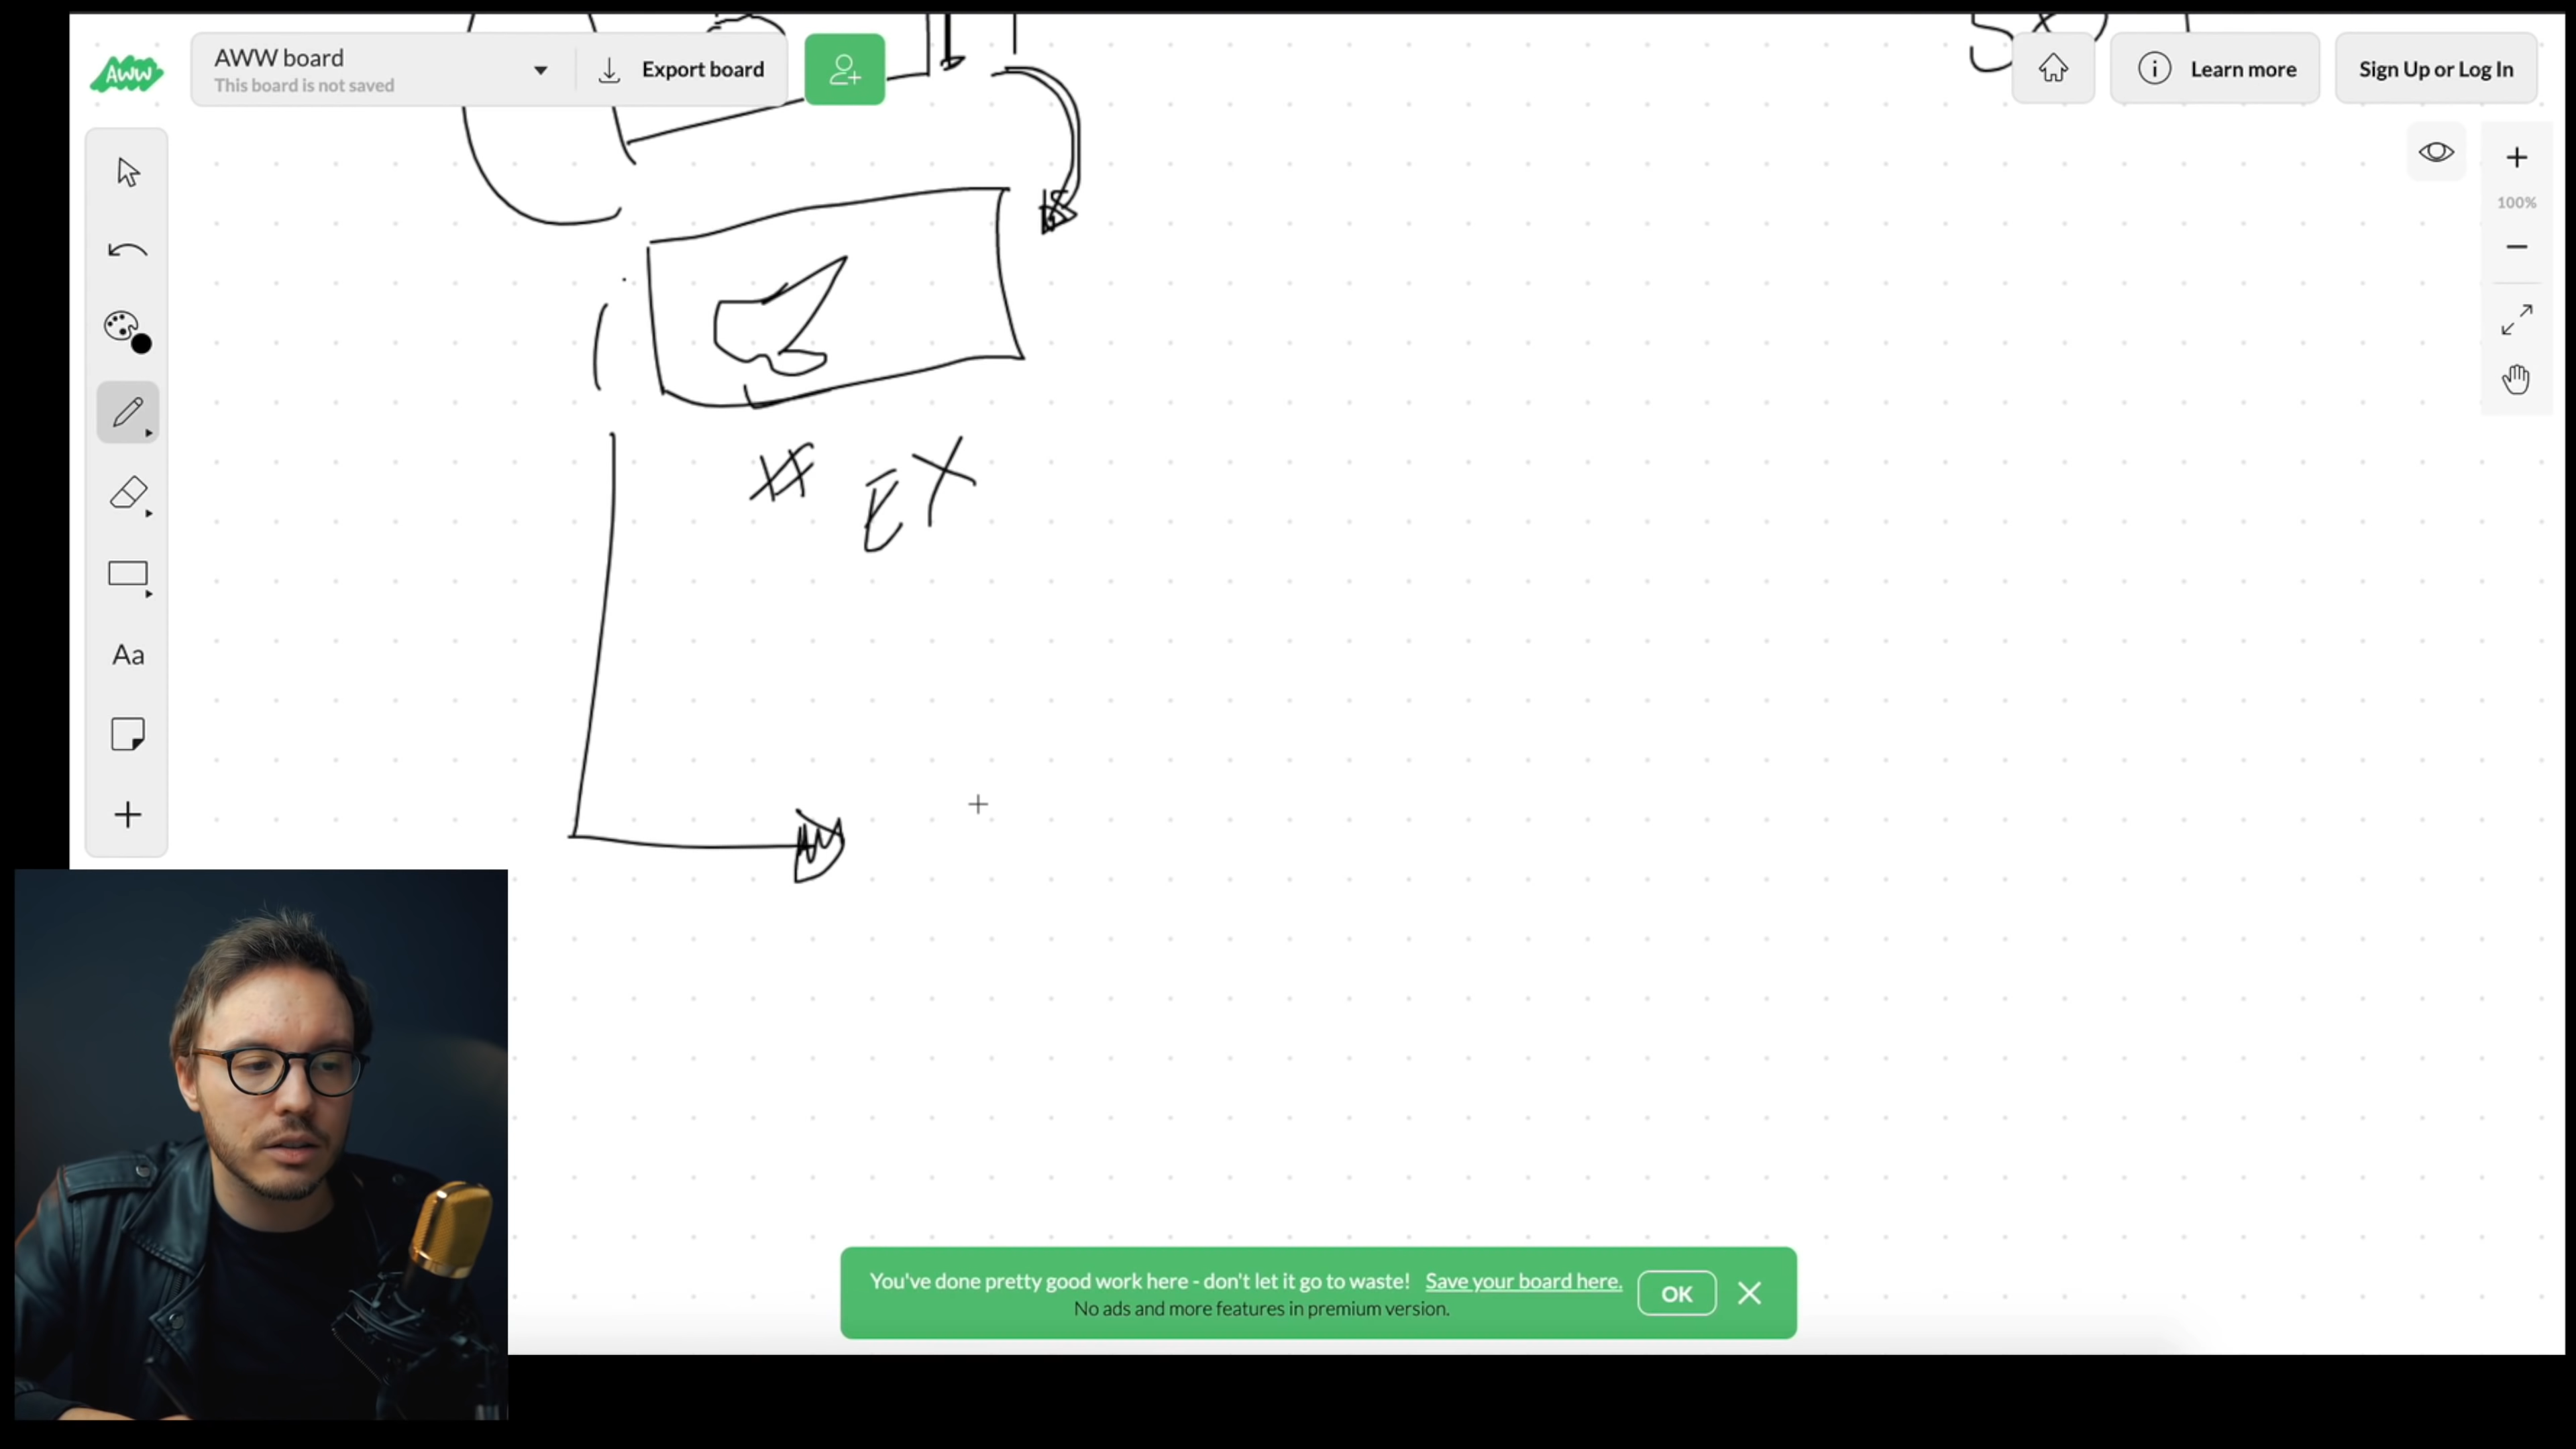 AWW
AWW board
This board is not saved
Export board
Learn more
Sign Up or Log In
100%
# EX
Aa
You've done pretty good work here - don't let it go to waste! Save your board here.
No ads and more features in premium version.
OK